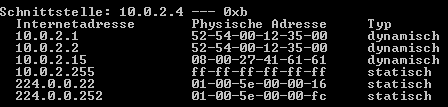 Schnittstelle: 10.0.2.4 --- 0xb
Internetadresse Physische Adresse Typ
10.0.2.1 52-54-00-12-35-00 dynamisch
10.0.2.2 52-54-00-12-35-00 dynamisch
10.0.2.15 08-00-27-41-61-61 dynamisch
10.0.2.255 ff-ff-ff-ff-ff-ff statisch
224.0.0.22 01-00-5e-00-00-16 statisch
224.0.0.252 01-00-5e-00-00-fc statisch